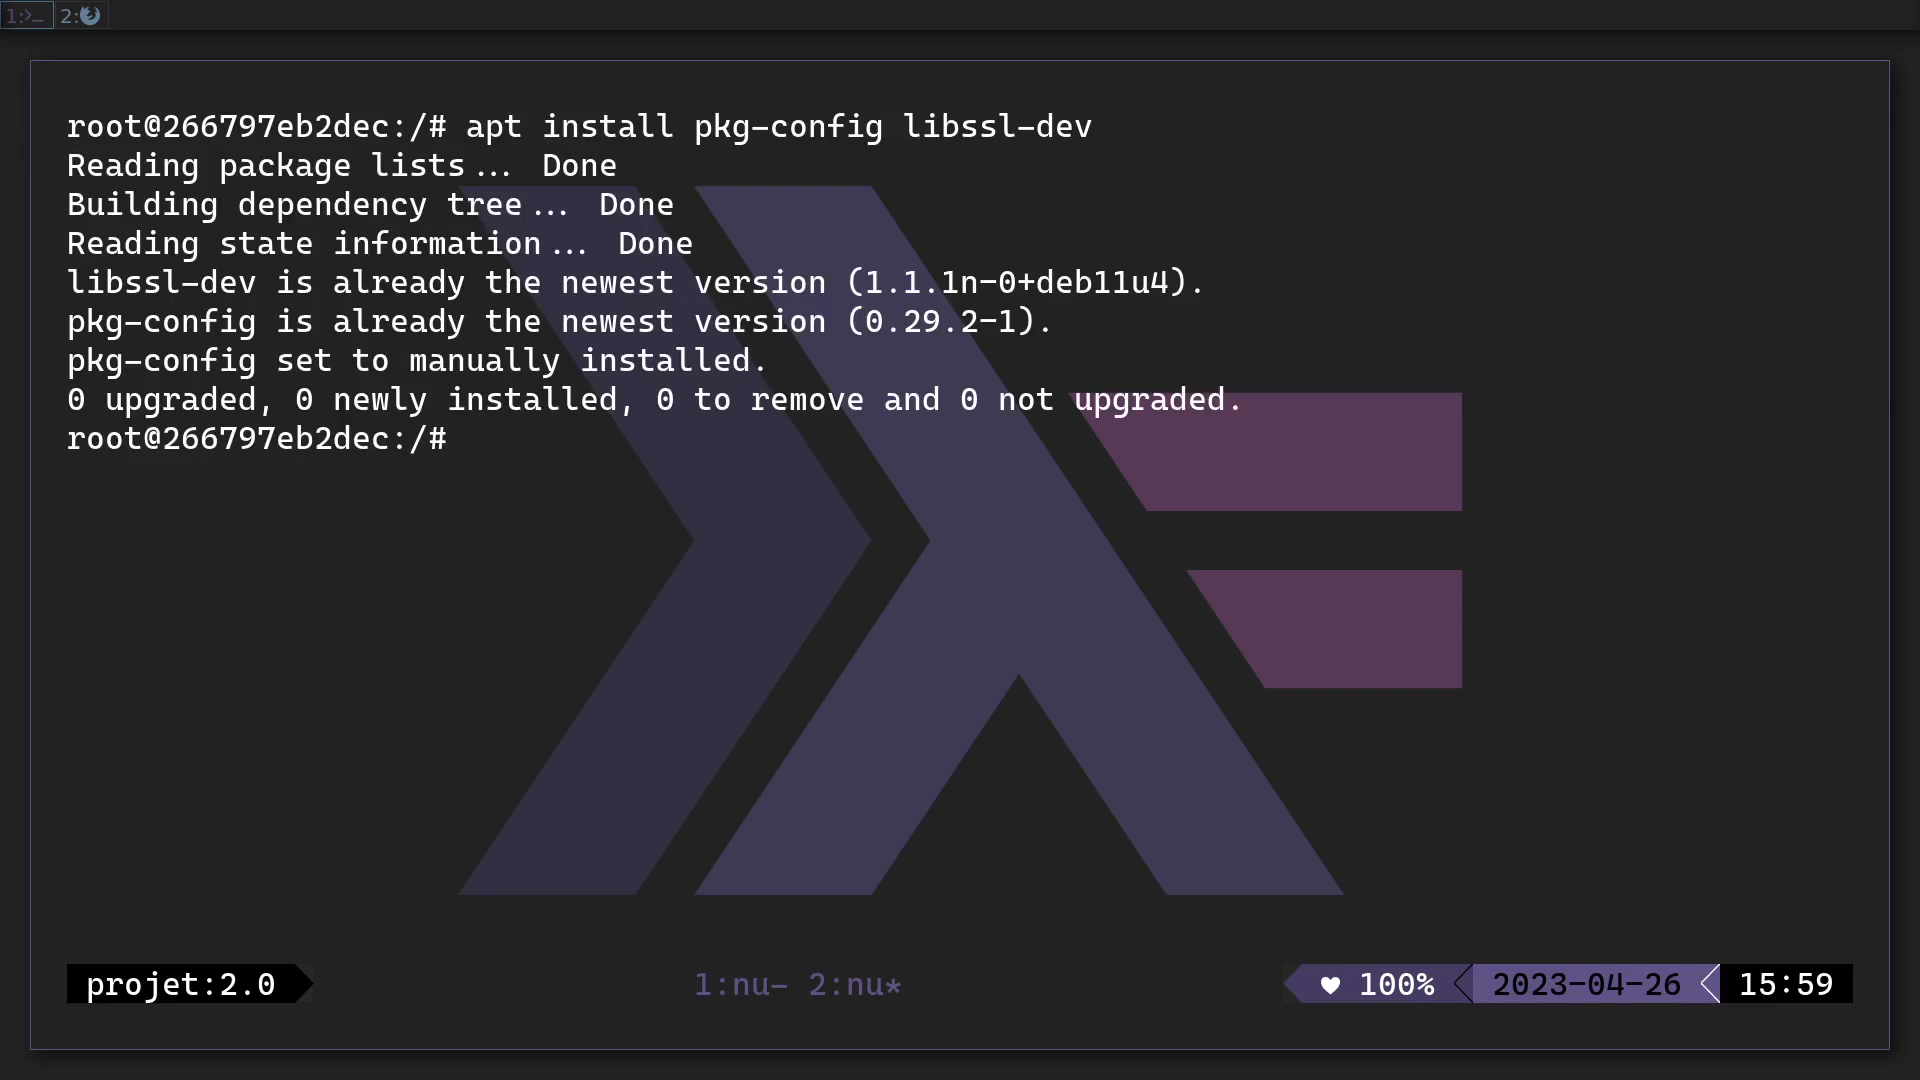 1:>_ 2:
root@266797eb2dec:/# apt install pkg-config libssl-dev
Reading package lists... Done
Building dependency tree... Done
Reading state information... Done
libssl-dev is already the newest version (1.1.1n-0+deb11u4).
pkg-config is already the newest version (0.29.2-1).
pkg-config set to manually installed.
0 upgraded, 0 newly installed, 0 to remove and 0 not upgraded.
root@266797eb2dec:/#
projet:2.0 1:nu- 2:nu* ♥ 100% 2023-04-26 15:59